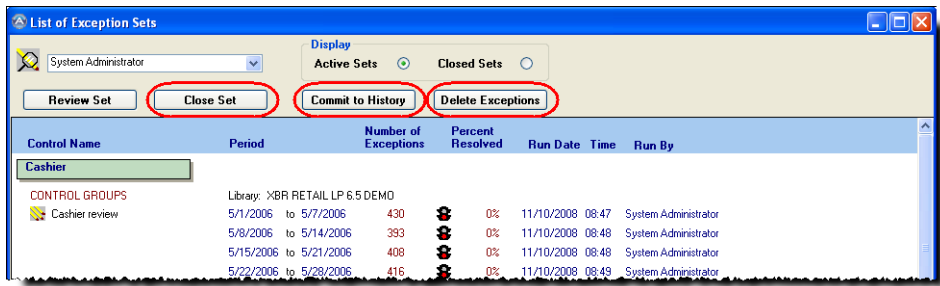 List of Exception Sets
Display
System Administrator
Active Sets Closed Sets
Review Set Close Set Commit to History Delete Exceptions
Number of Percent
Control Name Period Exceptions Resolved Run Date Time Run By
Cashier
CONTROL GROUPS Library: XBR RETAIL LP 6.5 DEMO
Cashier review 5/1/2006 to 5/7/2006 430 0% 11/10/2008 08:47 System Administrator
5/8/2006 to 5/14/2006 393 0% 11/10/2008 08:48 System Administrator
5/15/2006 to 5/21/2006 408 0% 11/10/2008 08:48 System Administrator
5/22/2006 to 5/28/2006 416 0% 11/10/2008 08:49 System Administrator